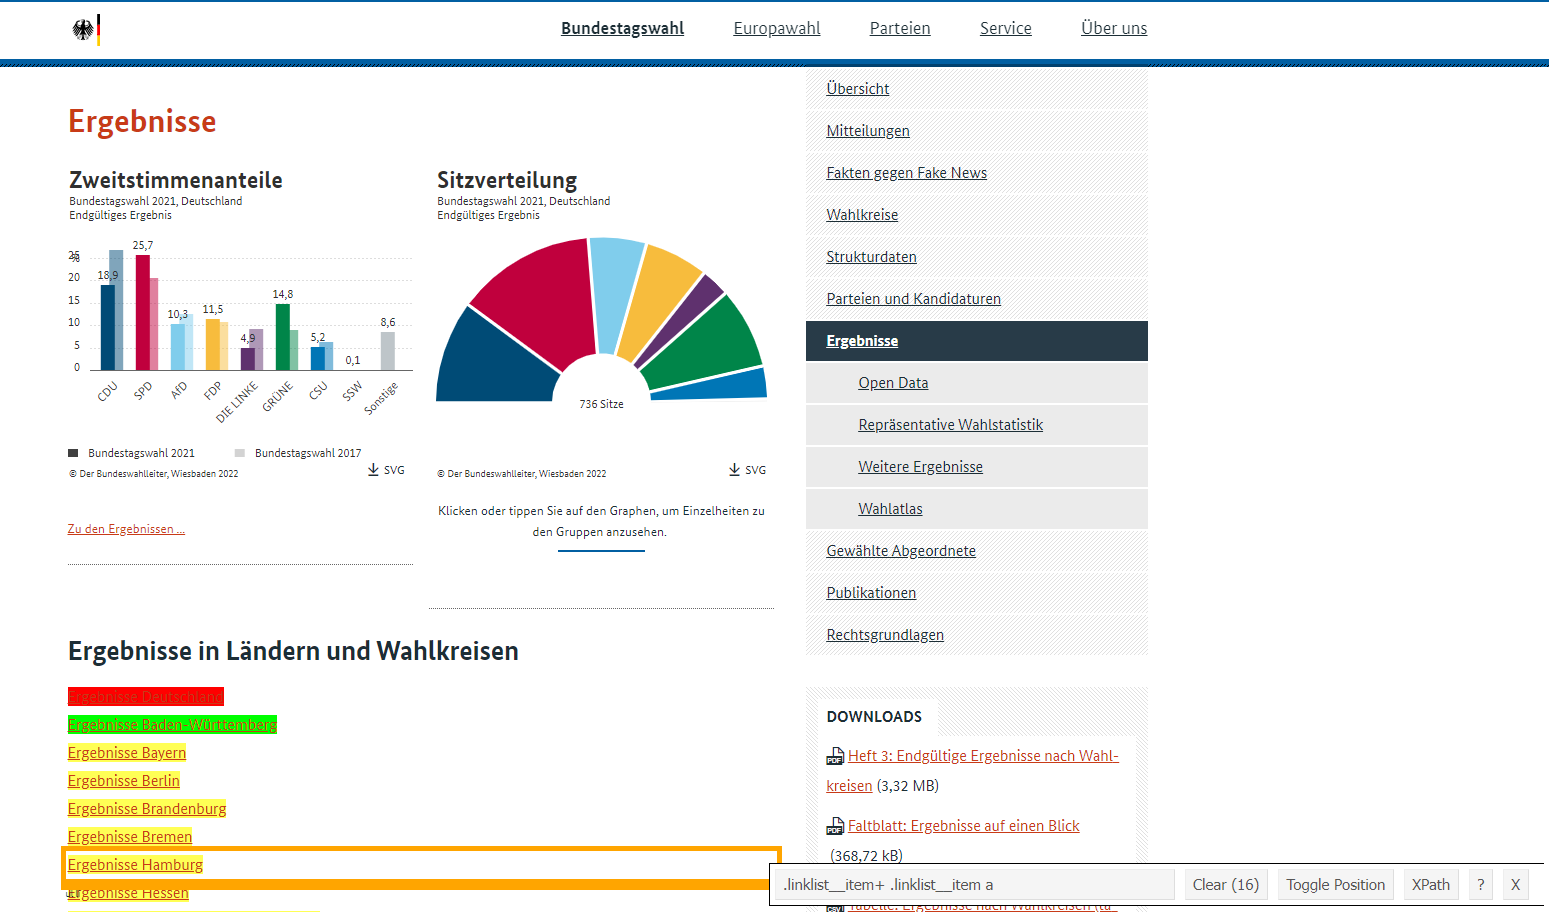 Bundestagswahl Europawahl Parteien Service Über uns
Ergebnisse
Zweitstimmenanteile
Bundestagswahl 2021, Deutschland
Endgültiges Ergebnis
25
%
20
15
10
5
0
18,9
25,7
10,3
11,5
4,9
14,8
5,2
0,1
8,6
CDU
SPD
AfD
FDP
DIE LINKE
GRÜNE
CSU
SSW
Sonstige
Bundestagswahl 2021 Bundestagswahl 2017
© Der Bundeswahlleiter, Wiesbaden 2022
SVG
Zu den Ergebnissen ...
Sitzverteilung
Bundestagswahl 2021, Deutschland
Endgültiges Ergebnis
736 Sitze
© Der Bundeswahlleiter, Wiesbaden 2022
SVG
Klicken oder tippen Sie auf den Graphen, um Einzelheiten zu
den Gruppen anzusehen.
Ergebnisse in Ländern und Wahlkreisen
Ergebnisse Deutschland
Ergebnisse Baden-Württemberg
Ergebnisse Bayern
Ergebnisse Berlin
Ergebnisse Brandenburg
Ergebnisse Bremen
Ergebnisse Hamburg
Ergebnisse Hessen
Übersicht
Mitteilungen
Fakten gegen Fake News
Wahlkreise
Strukturdaten
Parteien und Kandidaturen
Ergebnisse
Open Data
Repräsentative Wahlstatistik
Weitere Ergebnisse
Wahlatlas
Gewählte Abgeordnete
Publikationen
Rechtsgrundlagen
DOWNLOADS
PDF Heft 3: Endgültige Ergebnisse nach Wahl-
kreisen (3,32 MB)
PDF Faltblatt: Ergebnisse auf einen Blick
(368,72 kB)
.linklist__item+ .linklist__item a Clear (16) Toggle Position XPath ? X